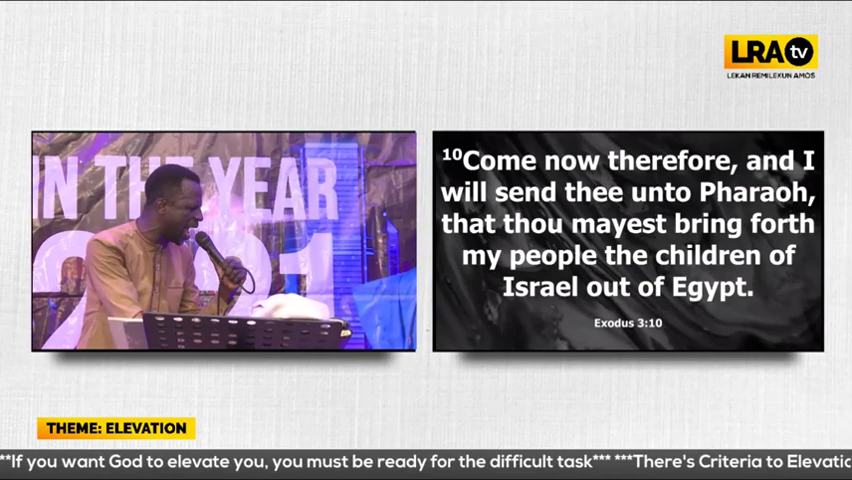 LRA tv
LEKAN REMILEKUN AMOS
IN THE YEAR
2021
10Come now therefore, and I
will send thee unto Pharaoh,
that thou mayest bring forth
my people the children of
Israel out of Egypt.
Exodus 3:10
THEME: ELEVATION
**If you want God to elevate you, you must be ready for the difficult task*** ***There's Criteria to Elevatic